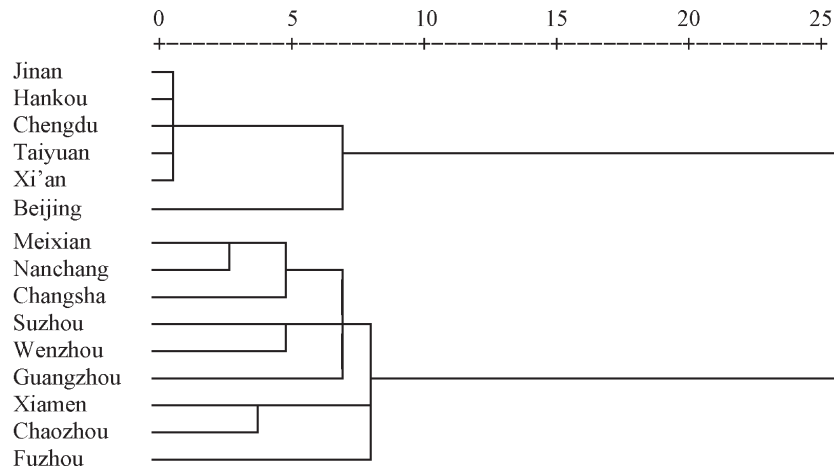 0 5 10 15 20 25
Jinan
Hankou
Chengdu
Taiyuan
Xi’an
Beijing
Meixian
Nanchang
Changsha
Suzhou
Wenzhou
Guangzhou
Xiamen
Chaozhou
Fuzhou